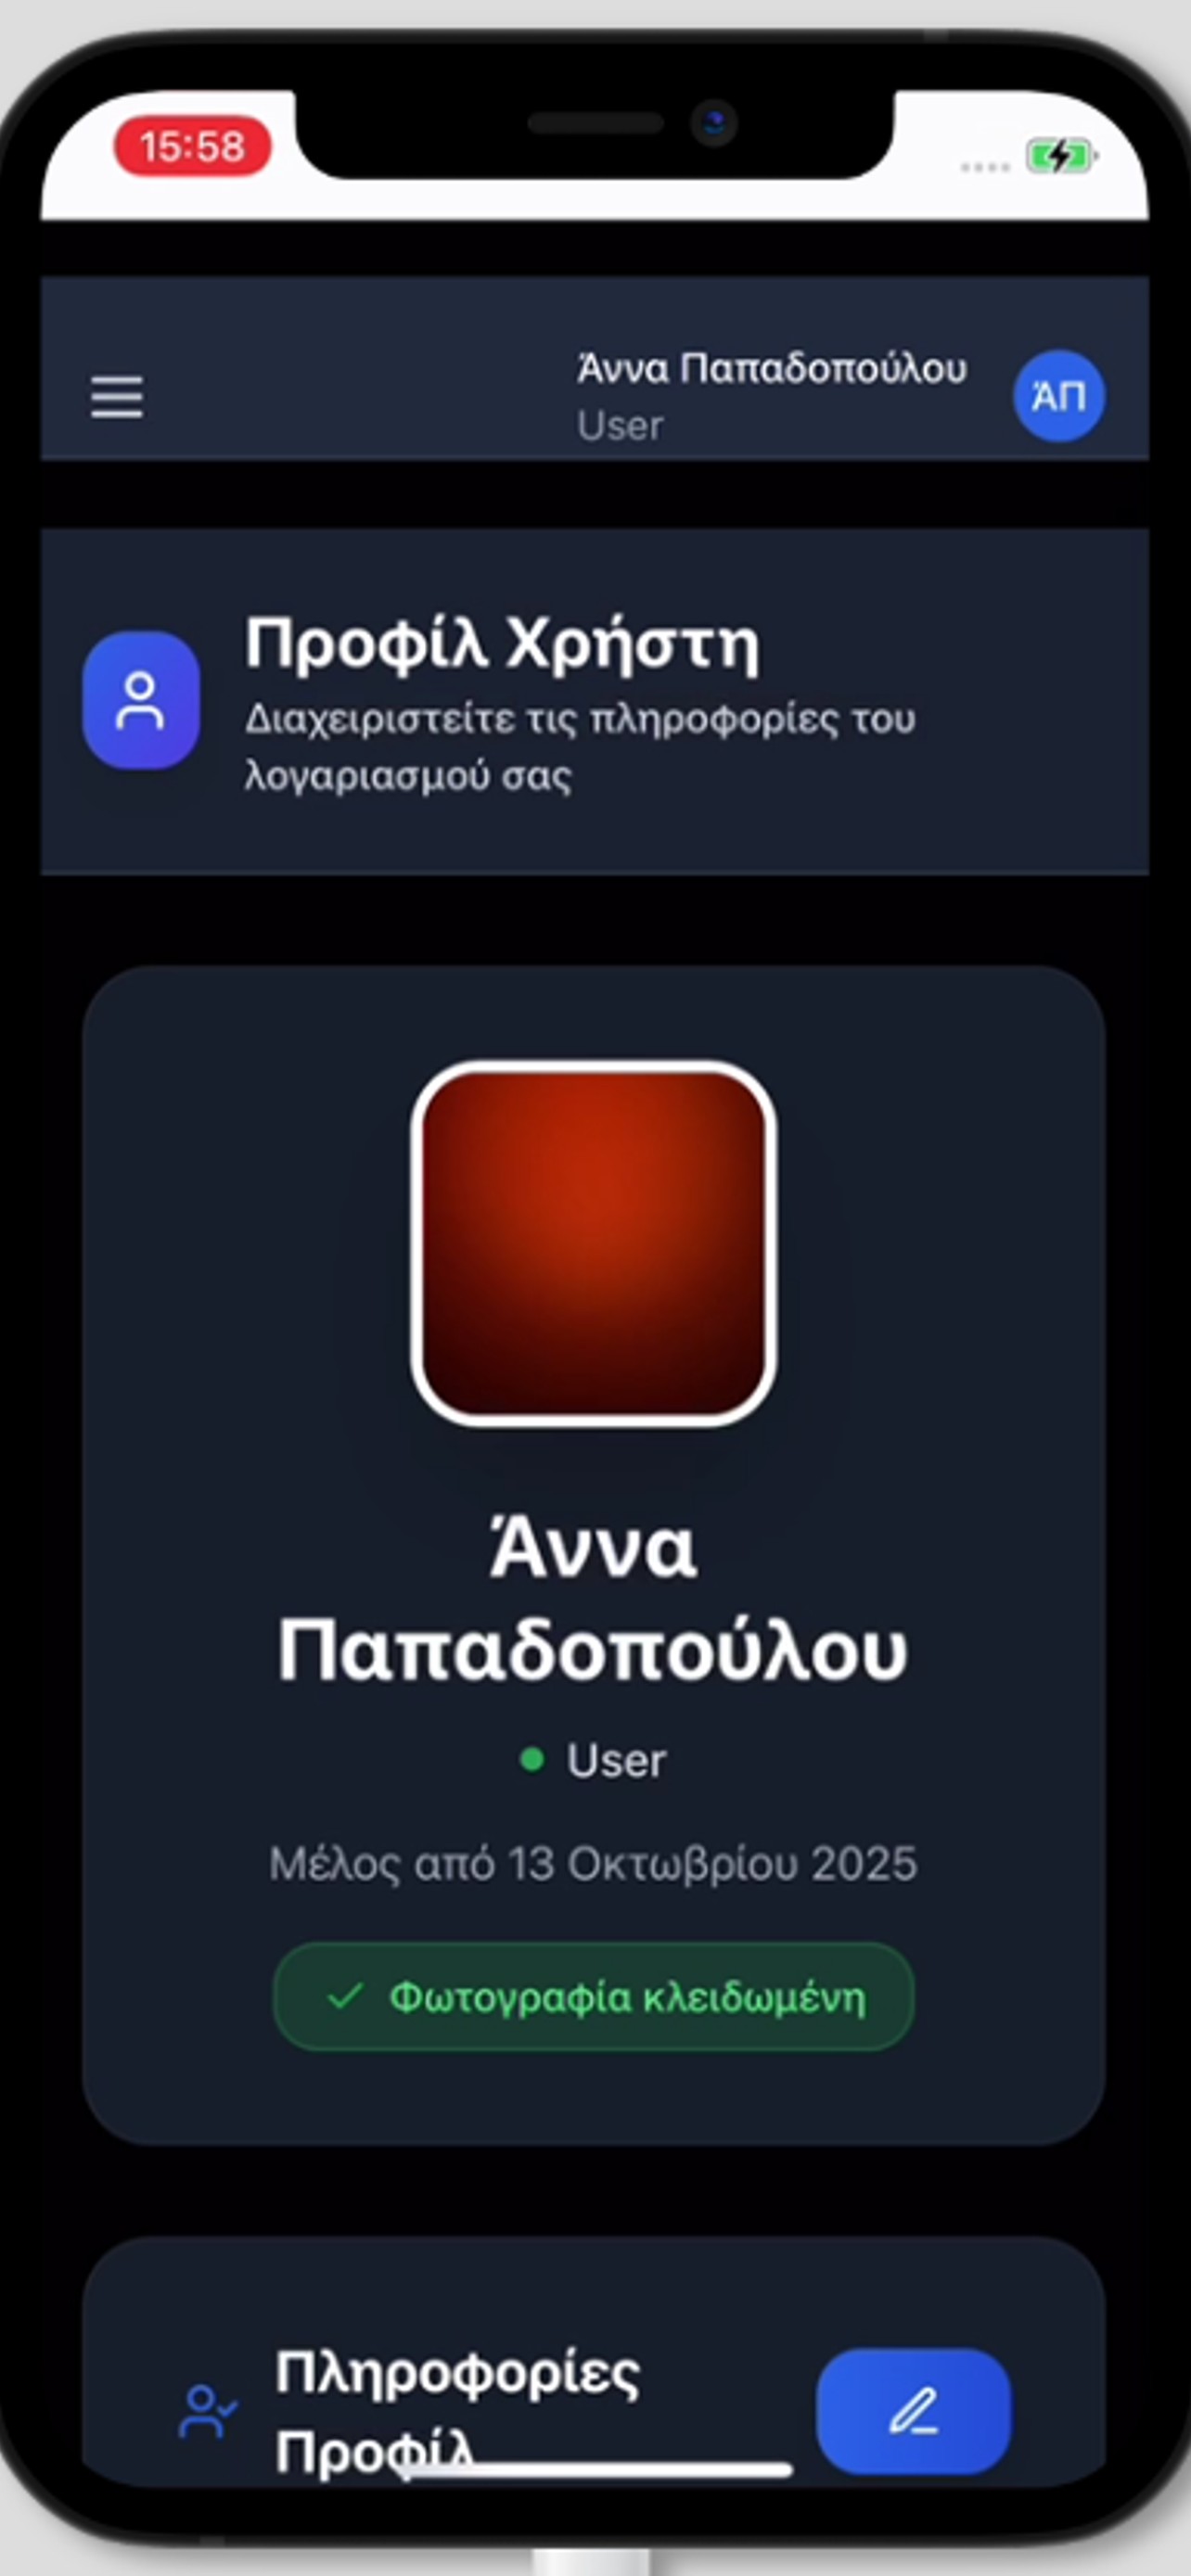 15:58
Άννα Παπαδοπούλου
User
ΆΠ
Προφίλ Χρήστη
Διαχειριστείτε τις πληροφορίες του
λογαριασμού σας
Άννα
Παπαδοπούλου
User
Μέλος από 13 Οκτωβρίου 2025
Φωτογραφία κλειδωμένη
Πληροφορίες
Προφίλ